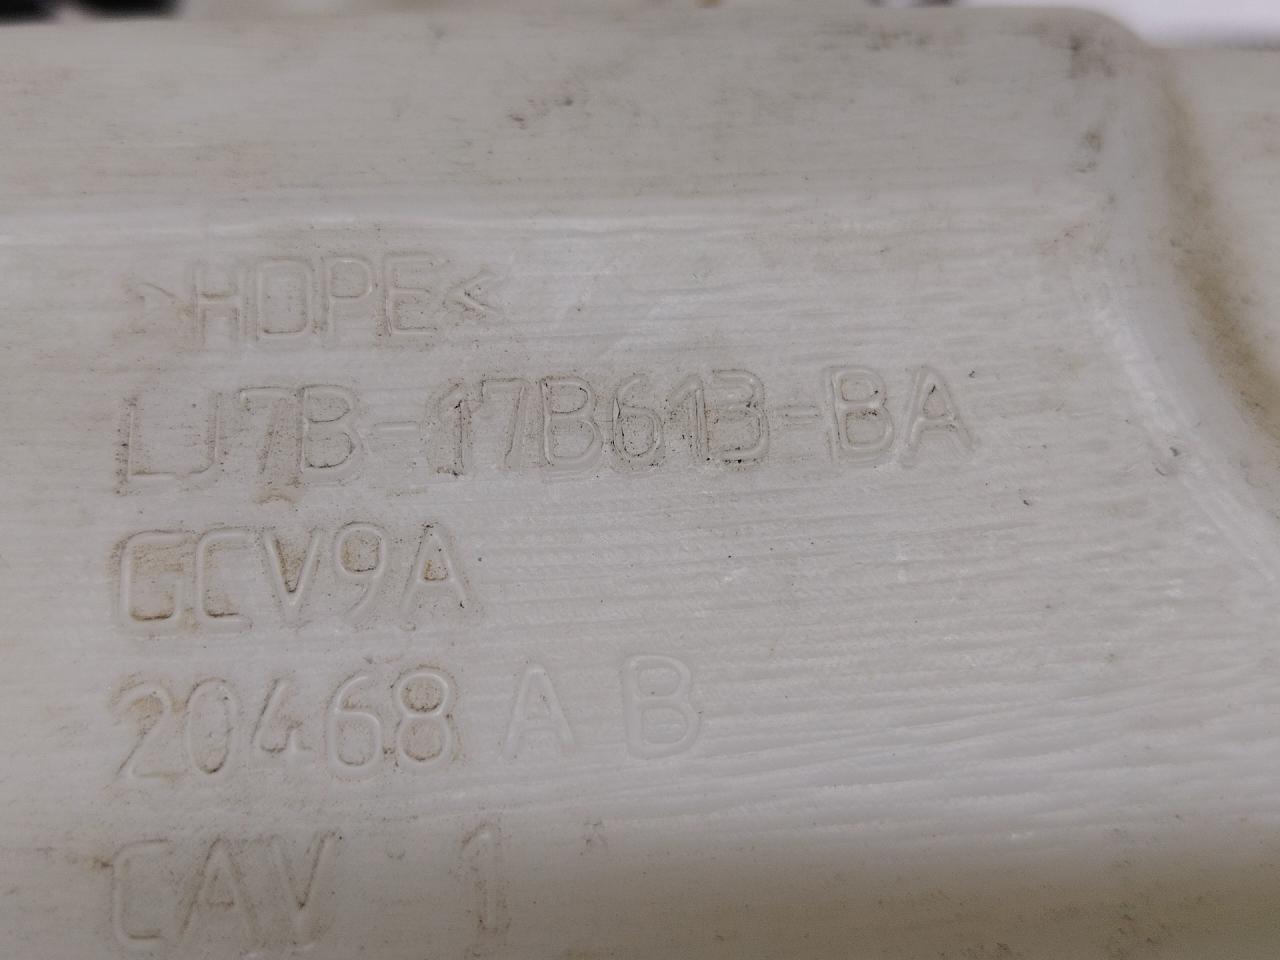 >HDPE<
LJ7B-17B613-BA
GCV9A
20468 A B
CAV 1